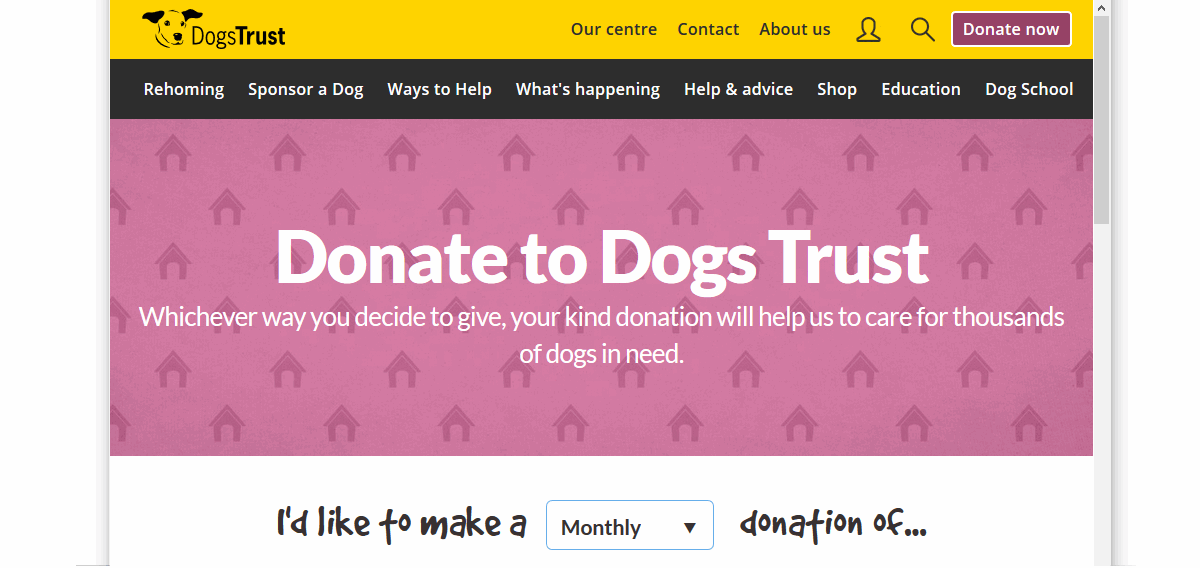 DogsTrust
Our centre Contact About us Donate now
Rehoming Sponsor a Dog Ways to Help What's happening Help & advice Shop Education Dog School
Donate to Dogs Trust
Whichever way you decide to give, your kind donation will help us to care for thousands
of dogs in need.
I'd like to make a Monthly donation of...